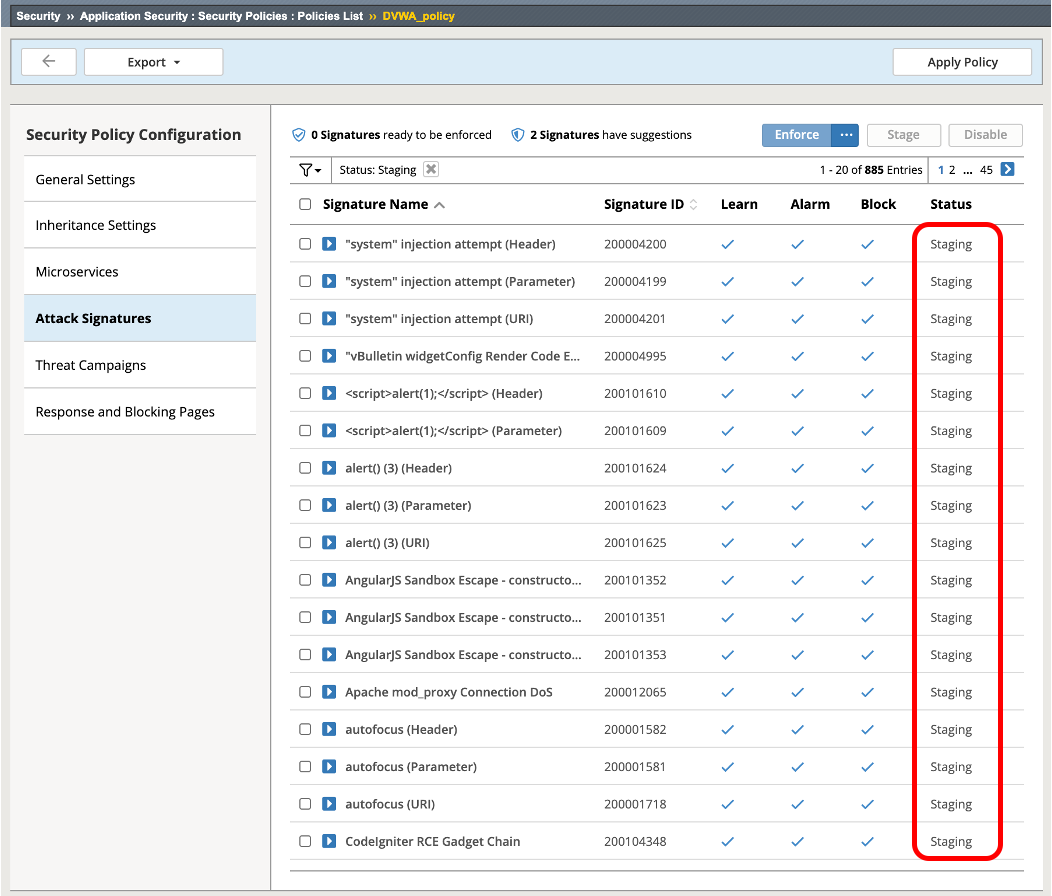 Security ›› Application Security : Security Policies : Policies List ›› DVWA_policy
Export Apply Policy
Security Policy Configuration
General Settings
Inheritance Settings
Microservices
Attack Signatures
Threat Campaigns
Response and Blocking Pages
0 Signatures ready to be enforced 2 Signatures have suggestions Enforce ... Stage Disable
Status: Staging 1 - 20 of 885 Entries 1 2 ... 45
Signature Name Signature ID Learn Alarm Block Status
"system" injection attempt (Header) 200004200 Staging
"system" injection attempt (Parameter) 200004199 Staging
"system" injection attempt (URI) 200004201 Staging
"vBulletin widgetConfig Render Code E... 200004995 Staging
<script>alert(1);</script> (Header) 200101610 Staging
<script>alert(1);</script> (Parameter) 200101609 Staging
alert() (3) (Header) 200101624 Staging
alert() (3) (Parameter) 200101623 Staging
alert() (3) (URI) 200101625 Staging
AngularJS Sandbox Escape - constructo... 200101352 Staging
AngularJS Sandbox Escape - constructo... 200101351 Staging
AngularJS Sandbox Escape - constructo... 200101353 Staging
Apache mod_proxy Connection DoS 200012065 Staging
autofocus (Header) 200001582 Staging
autofocus (Parameter) 200001581 Staging
autofocus (URI) 200001718 Staging
CodeIgniter RCE Gadget Chain 200104348 Staging